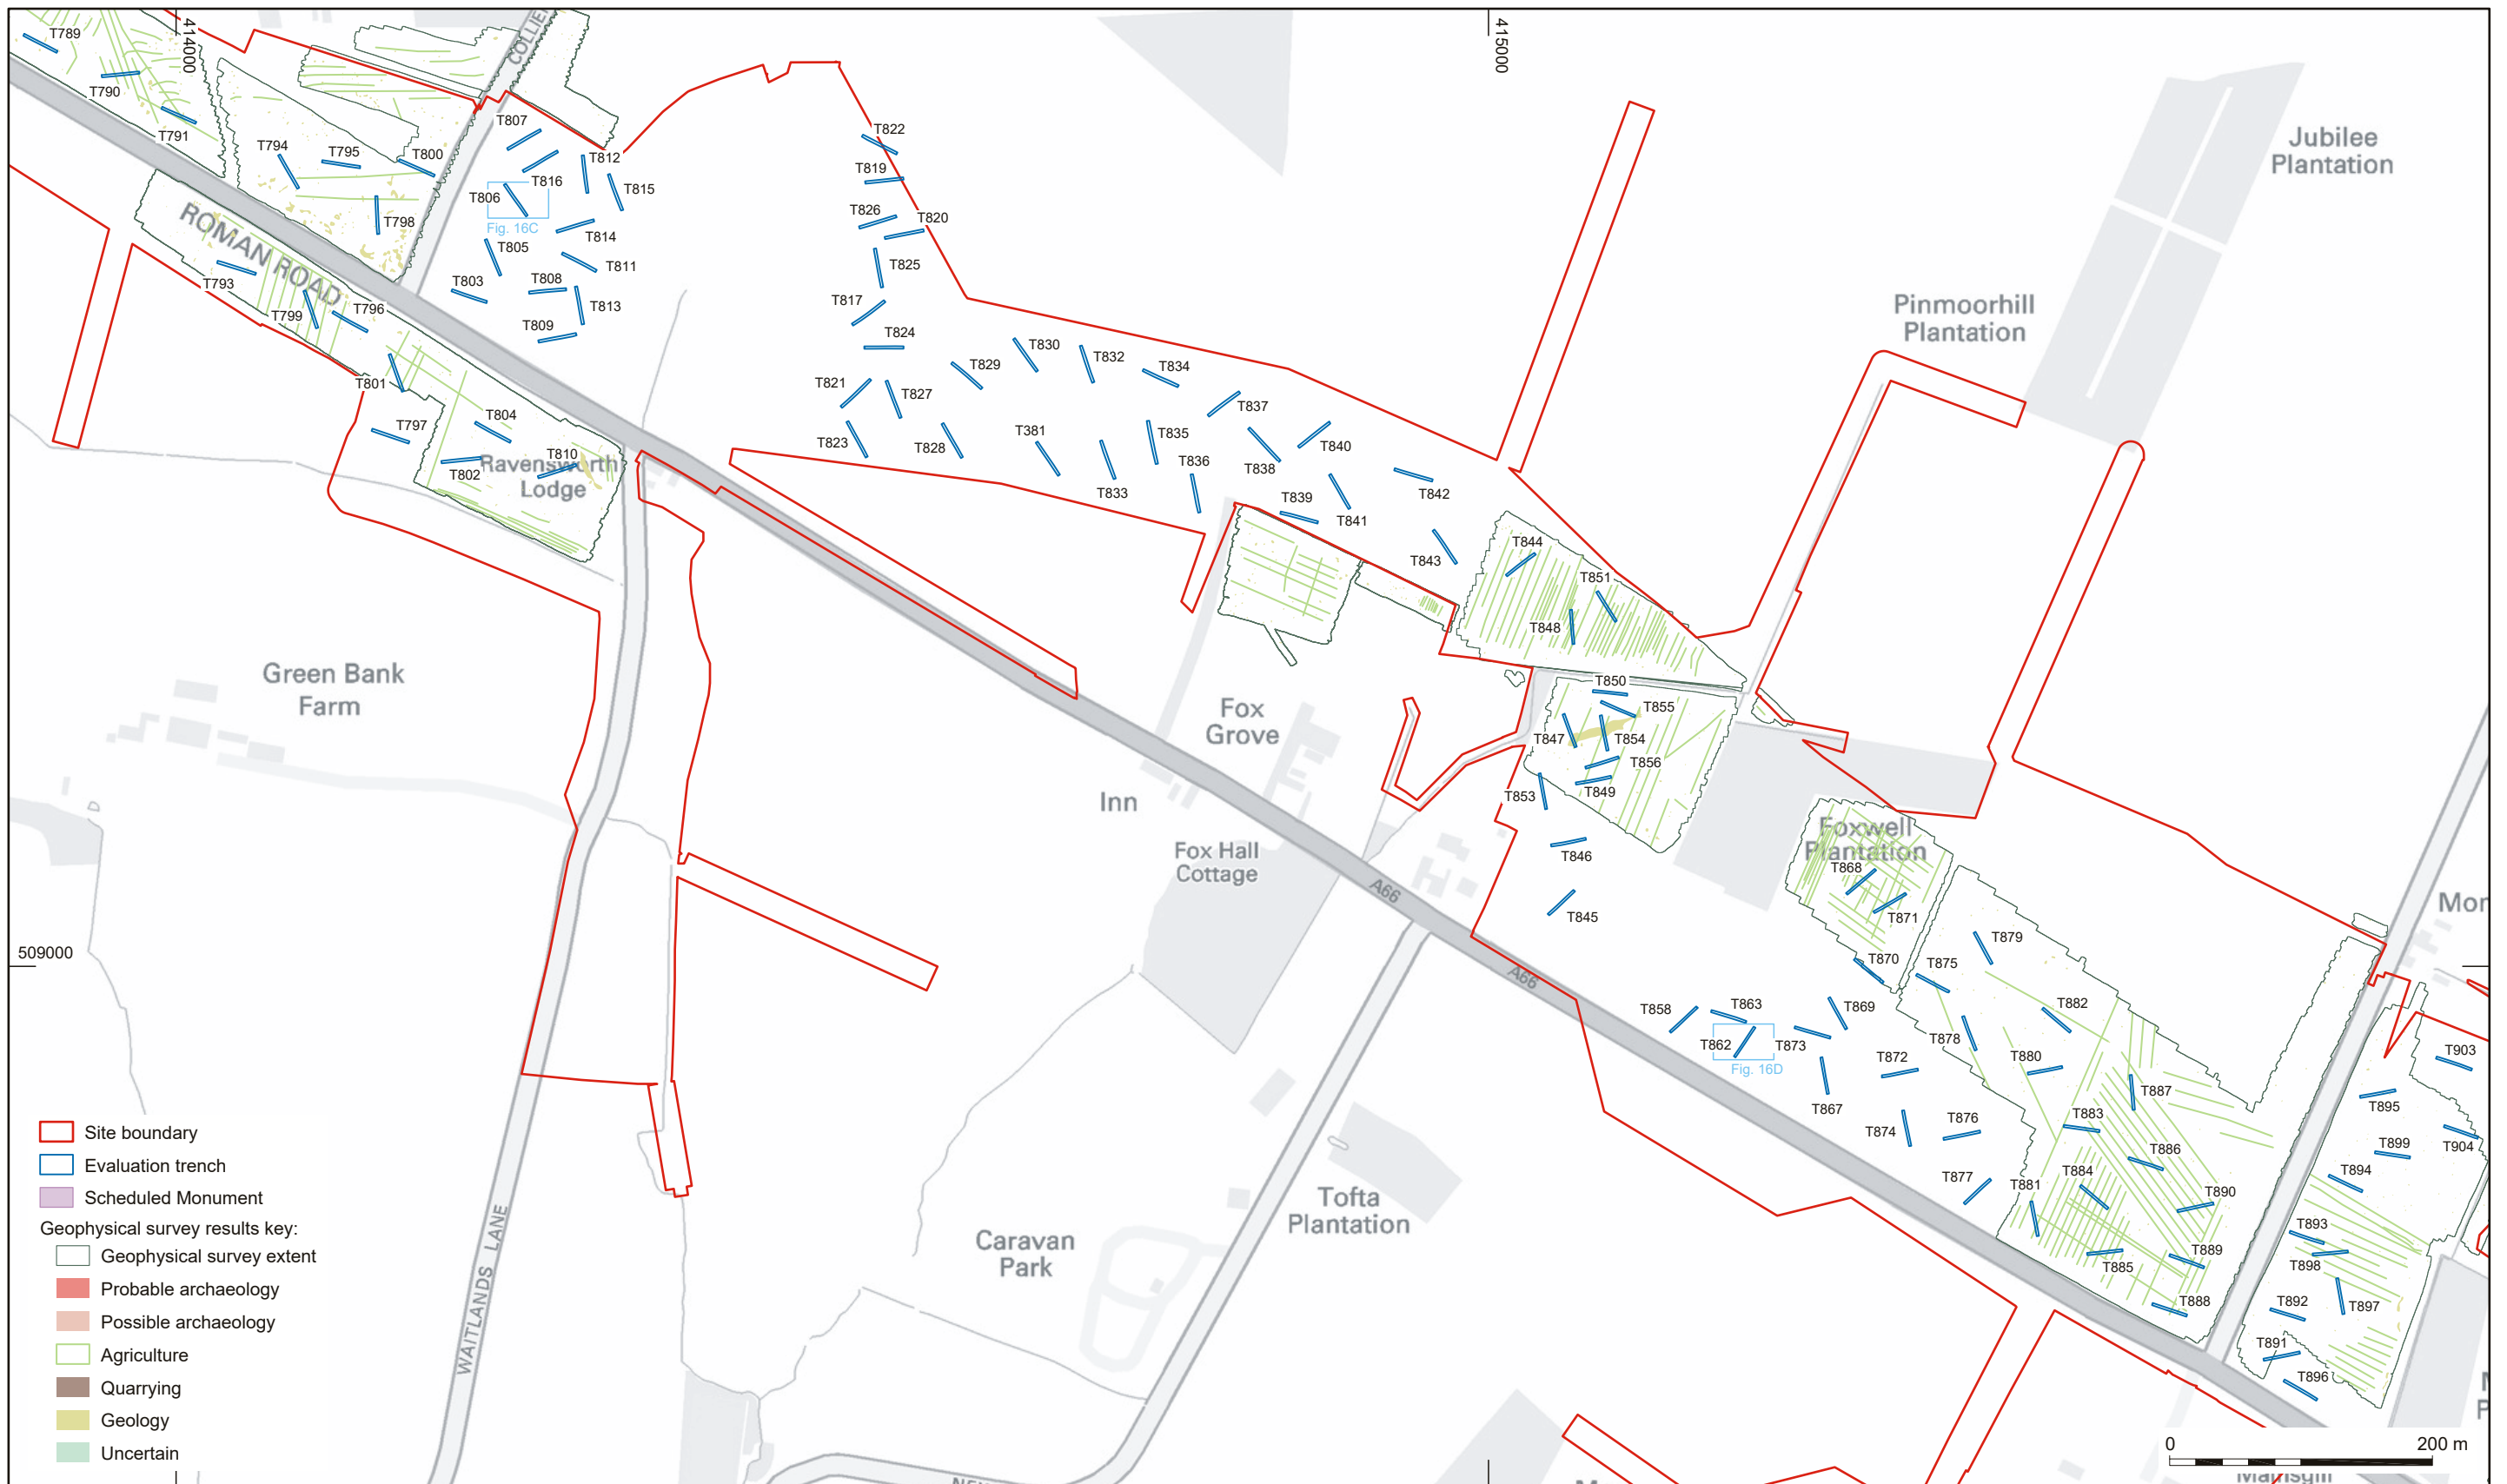 414000
415000
COLLIE
T789
T790
T791
T794
T795
T800
T807
T812
T816
T815
T806
Fig. 16C
T798
T814
T805
T811
T803
T808
T813
T809
ROMAN ROAD
T793
T799
T796
T801
T797
T804
T802
T810
Ravensworth
Lodge
T822
T819
T826
T820
T825
T817
T824
T821
T827
T823
T828
T829
T830
T832
T834
T381
T833
T835
T836
T837
T838
T840
T839
T841
T842
T843
T844
T851
T848
T850
T855
T847
T854
T856
T849
T853
T846
T845
Jubilee
Plantation
Pinmoorhill
Plantation
Green Bank
Farm
Fox
Grove
Inn
Fox Hall
Cottage
A66
A66
Foxwell
Plantation
T868
T871
T870
T875
T879
T882
T878
T880
T858
T863
T862
T873
Fig. 16D
T869
T867
T872
T874
T876
T877
T887
T883
T886
T884
T881
T890
T885
T889
T888
T903
T895
T899
T904
T894
T893
T898
T892
T897
T891
T896
Mor
509000
Tofta
Plantation
Caravan
Park
WAITLANDS LANE
Site boundary
Evaluation trench
Scheduled Monument
Geophysical survey results key:
Geophysical survey extent
Probable archaeology
Possible archaeology
Agriculture
Quarrying
Geology
Uncertain
0 200 m